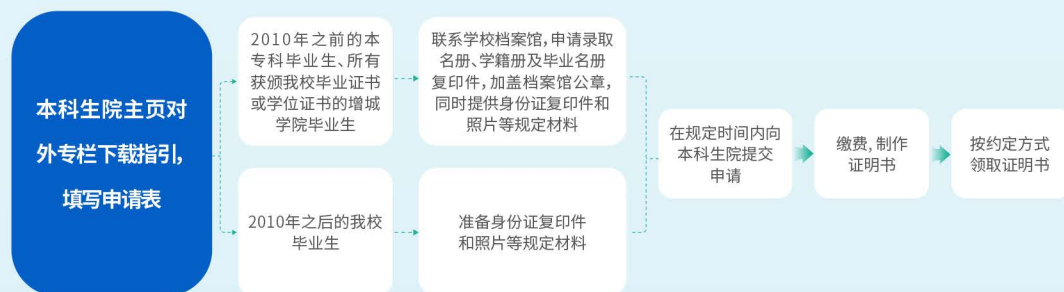 本科生院主页对
外专栏下载指引,
填写申请表
2010年之前的本
专科毕业生、所有
获颁我校毕业证书
或学位证书的增城
学院毕业生
联系学校档案馆,申请录取
名册、学籍册及毕业名册
复印件,加盖档案馆公章,
同时提供身份证复印件和
照片等规定材料
2010年之后的我校
毕业生
准备身份证复印件
和照片等规定材料
在规定时间内向
本科生院提交
申请
缴费,制作
证明书
按约定方式
领取证明书